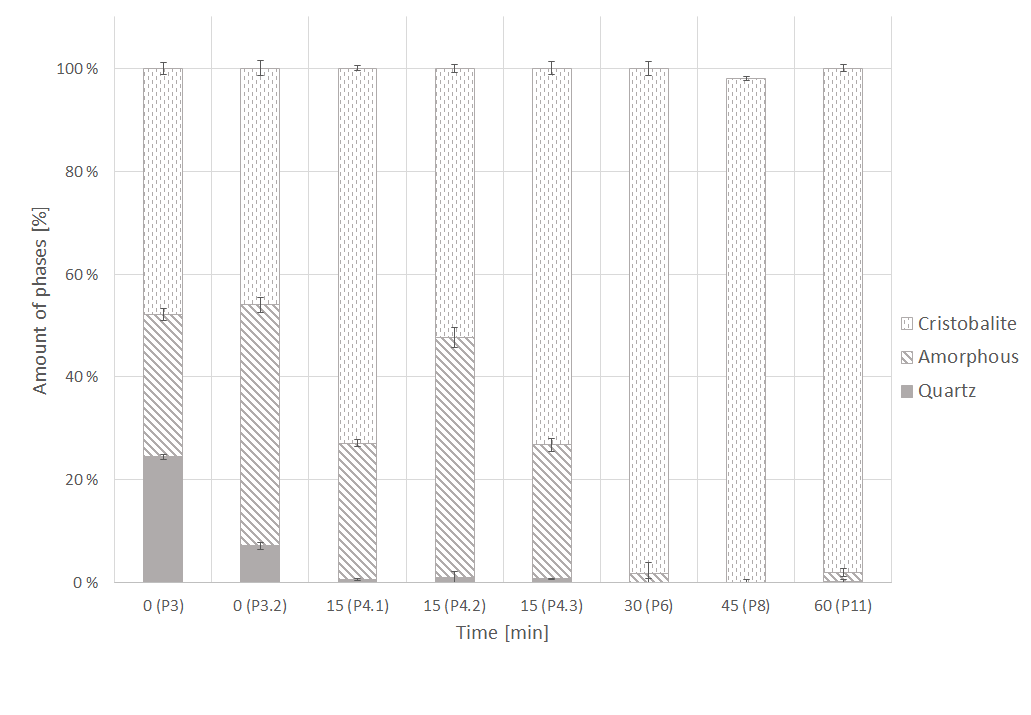 100 %
80 %
60 %
40 %
20 %
0 %
Amount of phases [%]
0 (P3)
0 (P3.2)
15 (P4.1)
15 (P4.2)
15 (P4.3)
30 (P6)
45 (P8)
60 (P11)
Time [min]
Cristobalite
Amorphous
Quartz